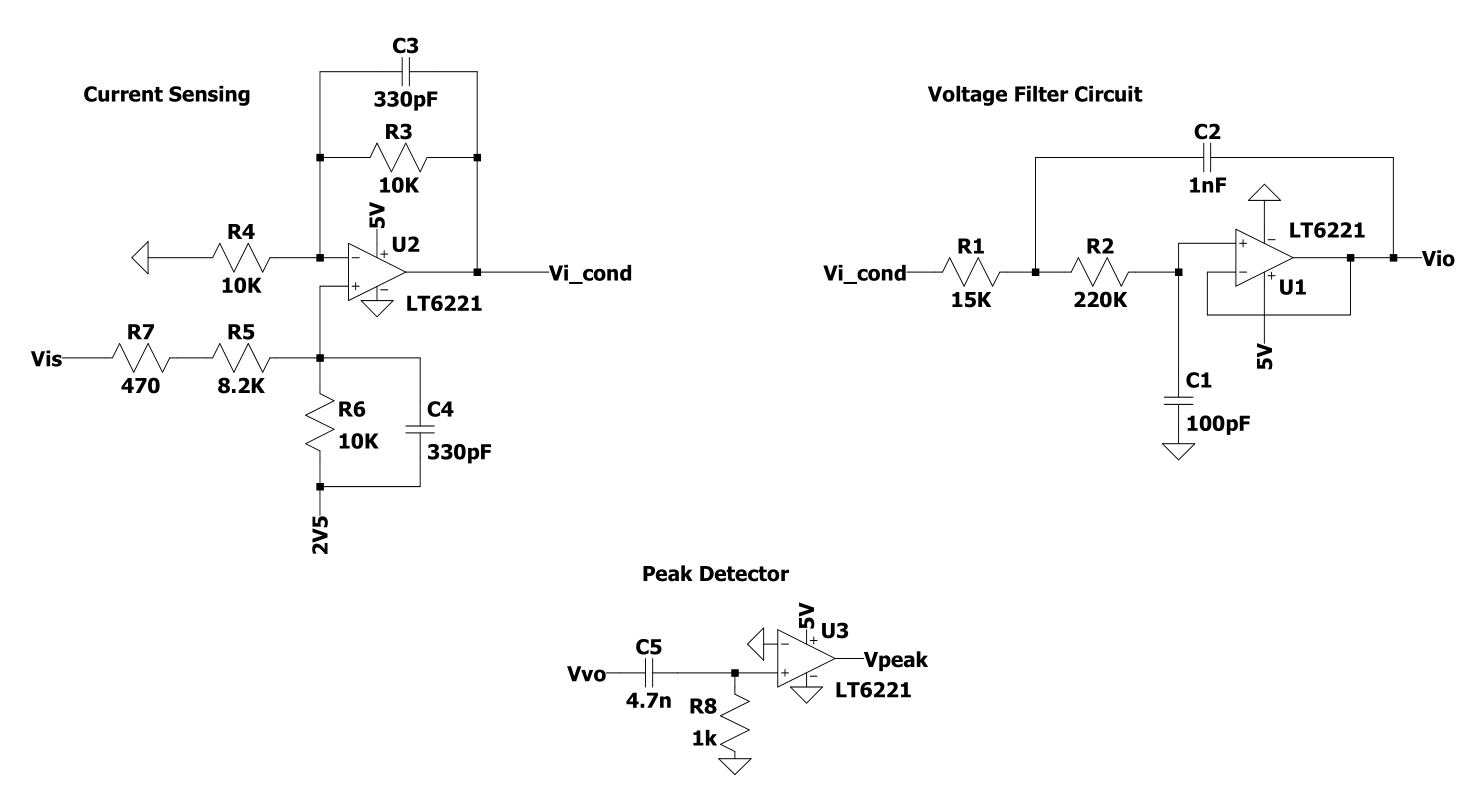 Current Sensing
C3
330pF
R3
10K
5V
U2
+
−
+
−
LT6221
R4
10K
Vi_cond
Vis
R7
470
R5
8.2K
R6
10K
C4
330pF
2V5
Voltage Filter Circuit
C2
1nF
LT6221
Vi_cond
R1
15K
R2
220K
+
−
−
+
U1
5V
Vio
C1
100pF
Peak Detector
Vvo
C5
4.7n
R8
1k
5V
U3
+
−
+
−
Vpeak
LT6221